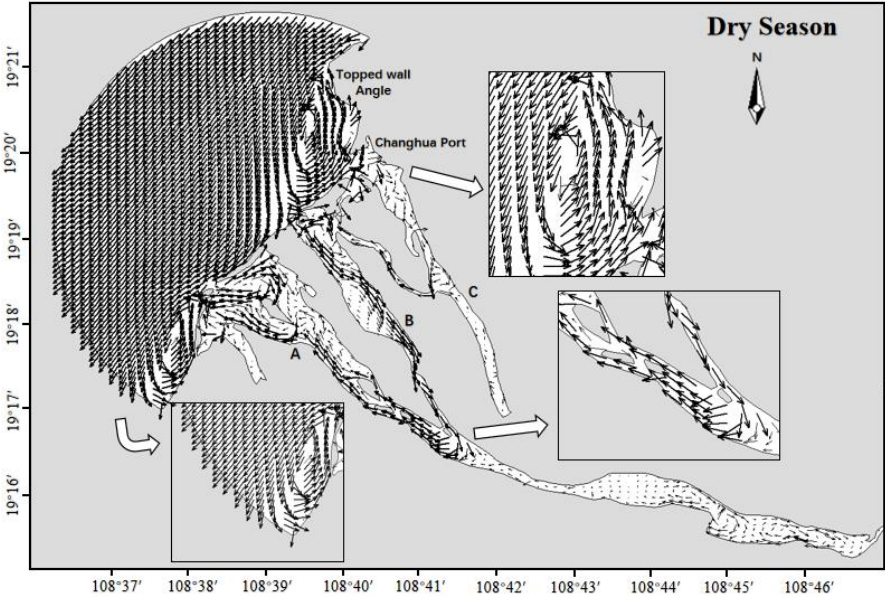 Dry Season
N
Topped wall
Angle
Changhua Port
C
B
A
19°21′
19°20′
19°19′
19°18′
19°17′
19°16′
108°37′
108°38′
108°39′
108°40′
108°41′
108°42′
108°43′
108°44′
108°45′
108°46′